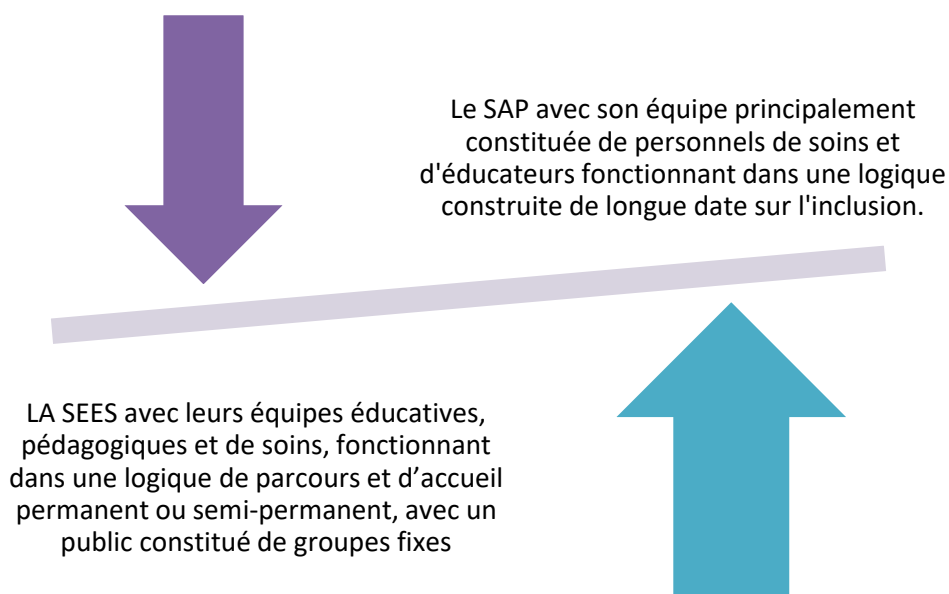 Le SAP avec son équipe principalement
constituée de personnels de soins et
d'éducateurs fonctionnant dans une logique
construite de longue date sur l'inclusion.
LA SEES avec leurs équipes éducatives,
pédagogiques et de soins, fonctionnant
dans une logique de parcours et d’accueil
permanent ou semi-permanent, avec un
public constitué de groupes fixes